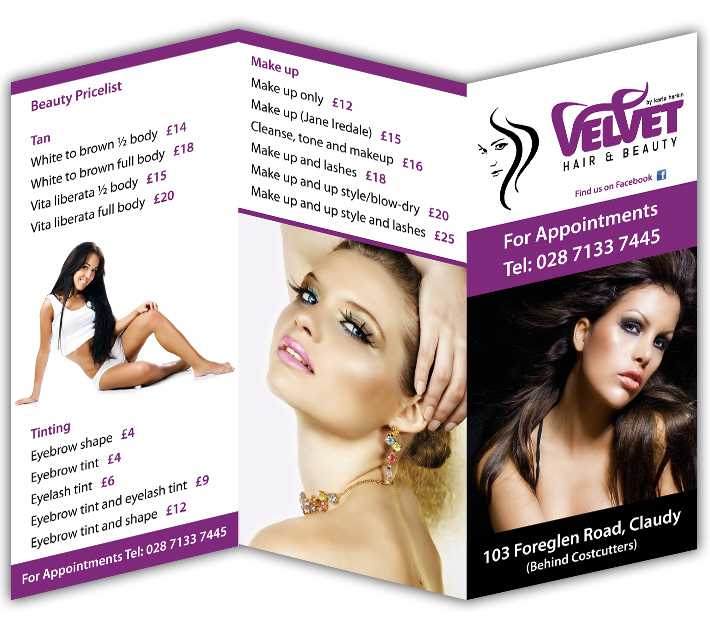 Beauty Pricelist
Tan
White to brown ½ body £14
White to brown full body £18
Vita liberata ½ body £15
Vita liberata full body £20
Tinting
Eyebrow shape £4
Eyebrow tint £4
Eyelash tint £6
Eyebrow tint and eyelash tint £9
Eyebrow tint and shape £12
For Appointments Tel: 028 7133 7445
Make up
Make up only £12
Make up (Jane Iredale) £15
Cleanse, tone and makeup £16
Make up and lashes £18
Make up and up style/blow-dry £20
Make up and up style and lashes £25
by karla harkin
VELVET
HAIR & BEAUTY
Find us on Facebook f
For Appointments
Tel: 028 7133 7445
103 Foreglen Road, Claudy
(Behind Costcutters)